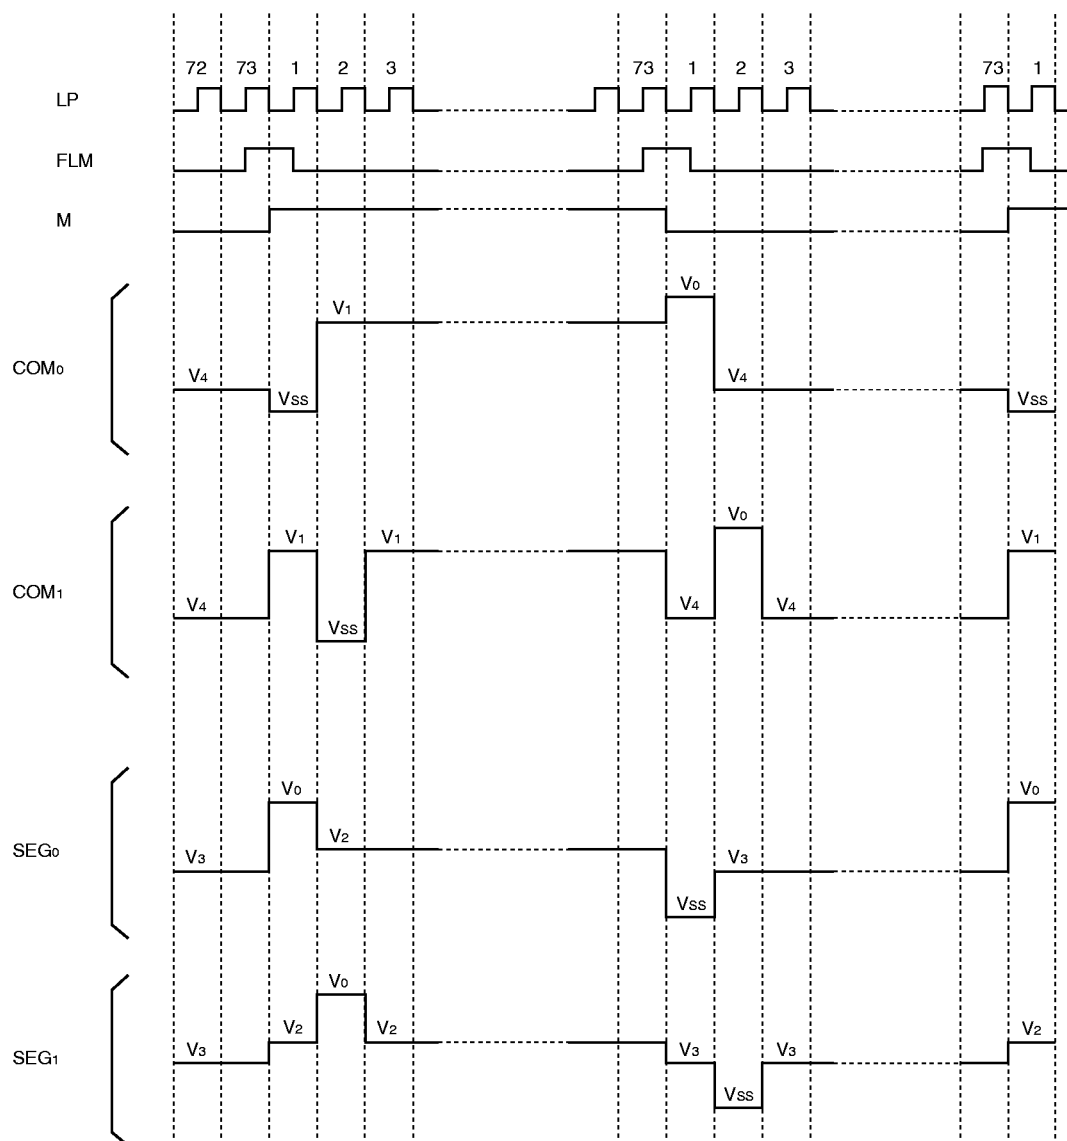 72 73 1 2 3 73 1 2 3 73 1
LP
FLM
M
V0
V1
COM0
V4 V4
VSS VSS
V0
V1 V1 V1
COM1
V4 V4 V4
VSS
V0 V0
V2
SEG0
V3 V3
VSS
V0
V2 V2 V2
SEG1
V3 V3 V3
VSS